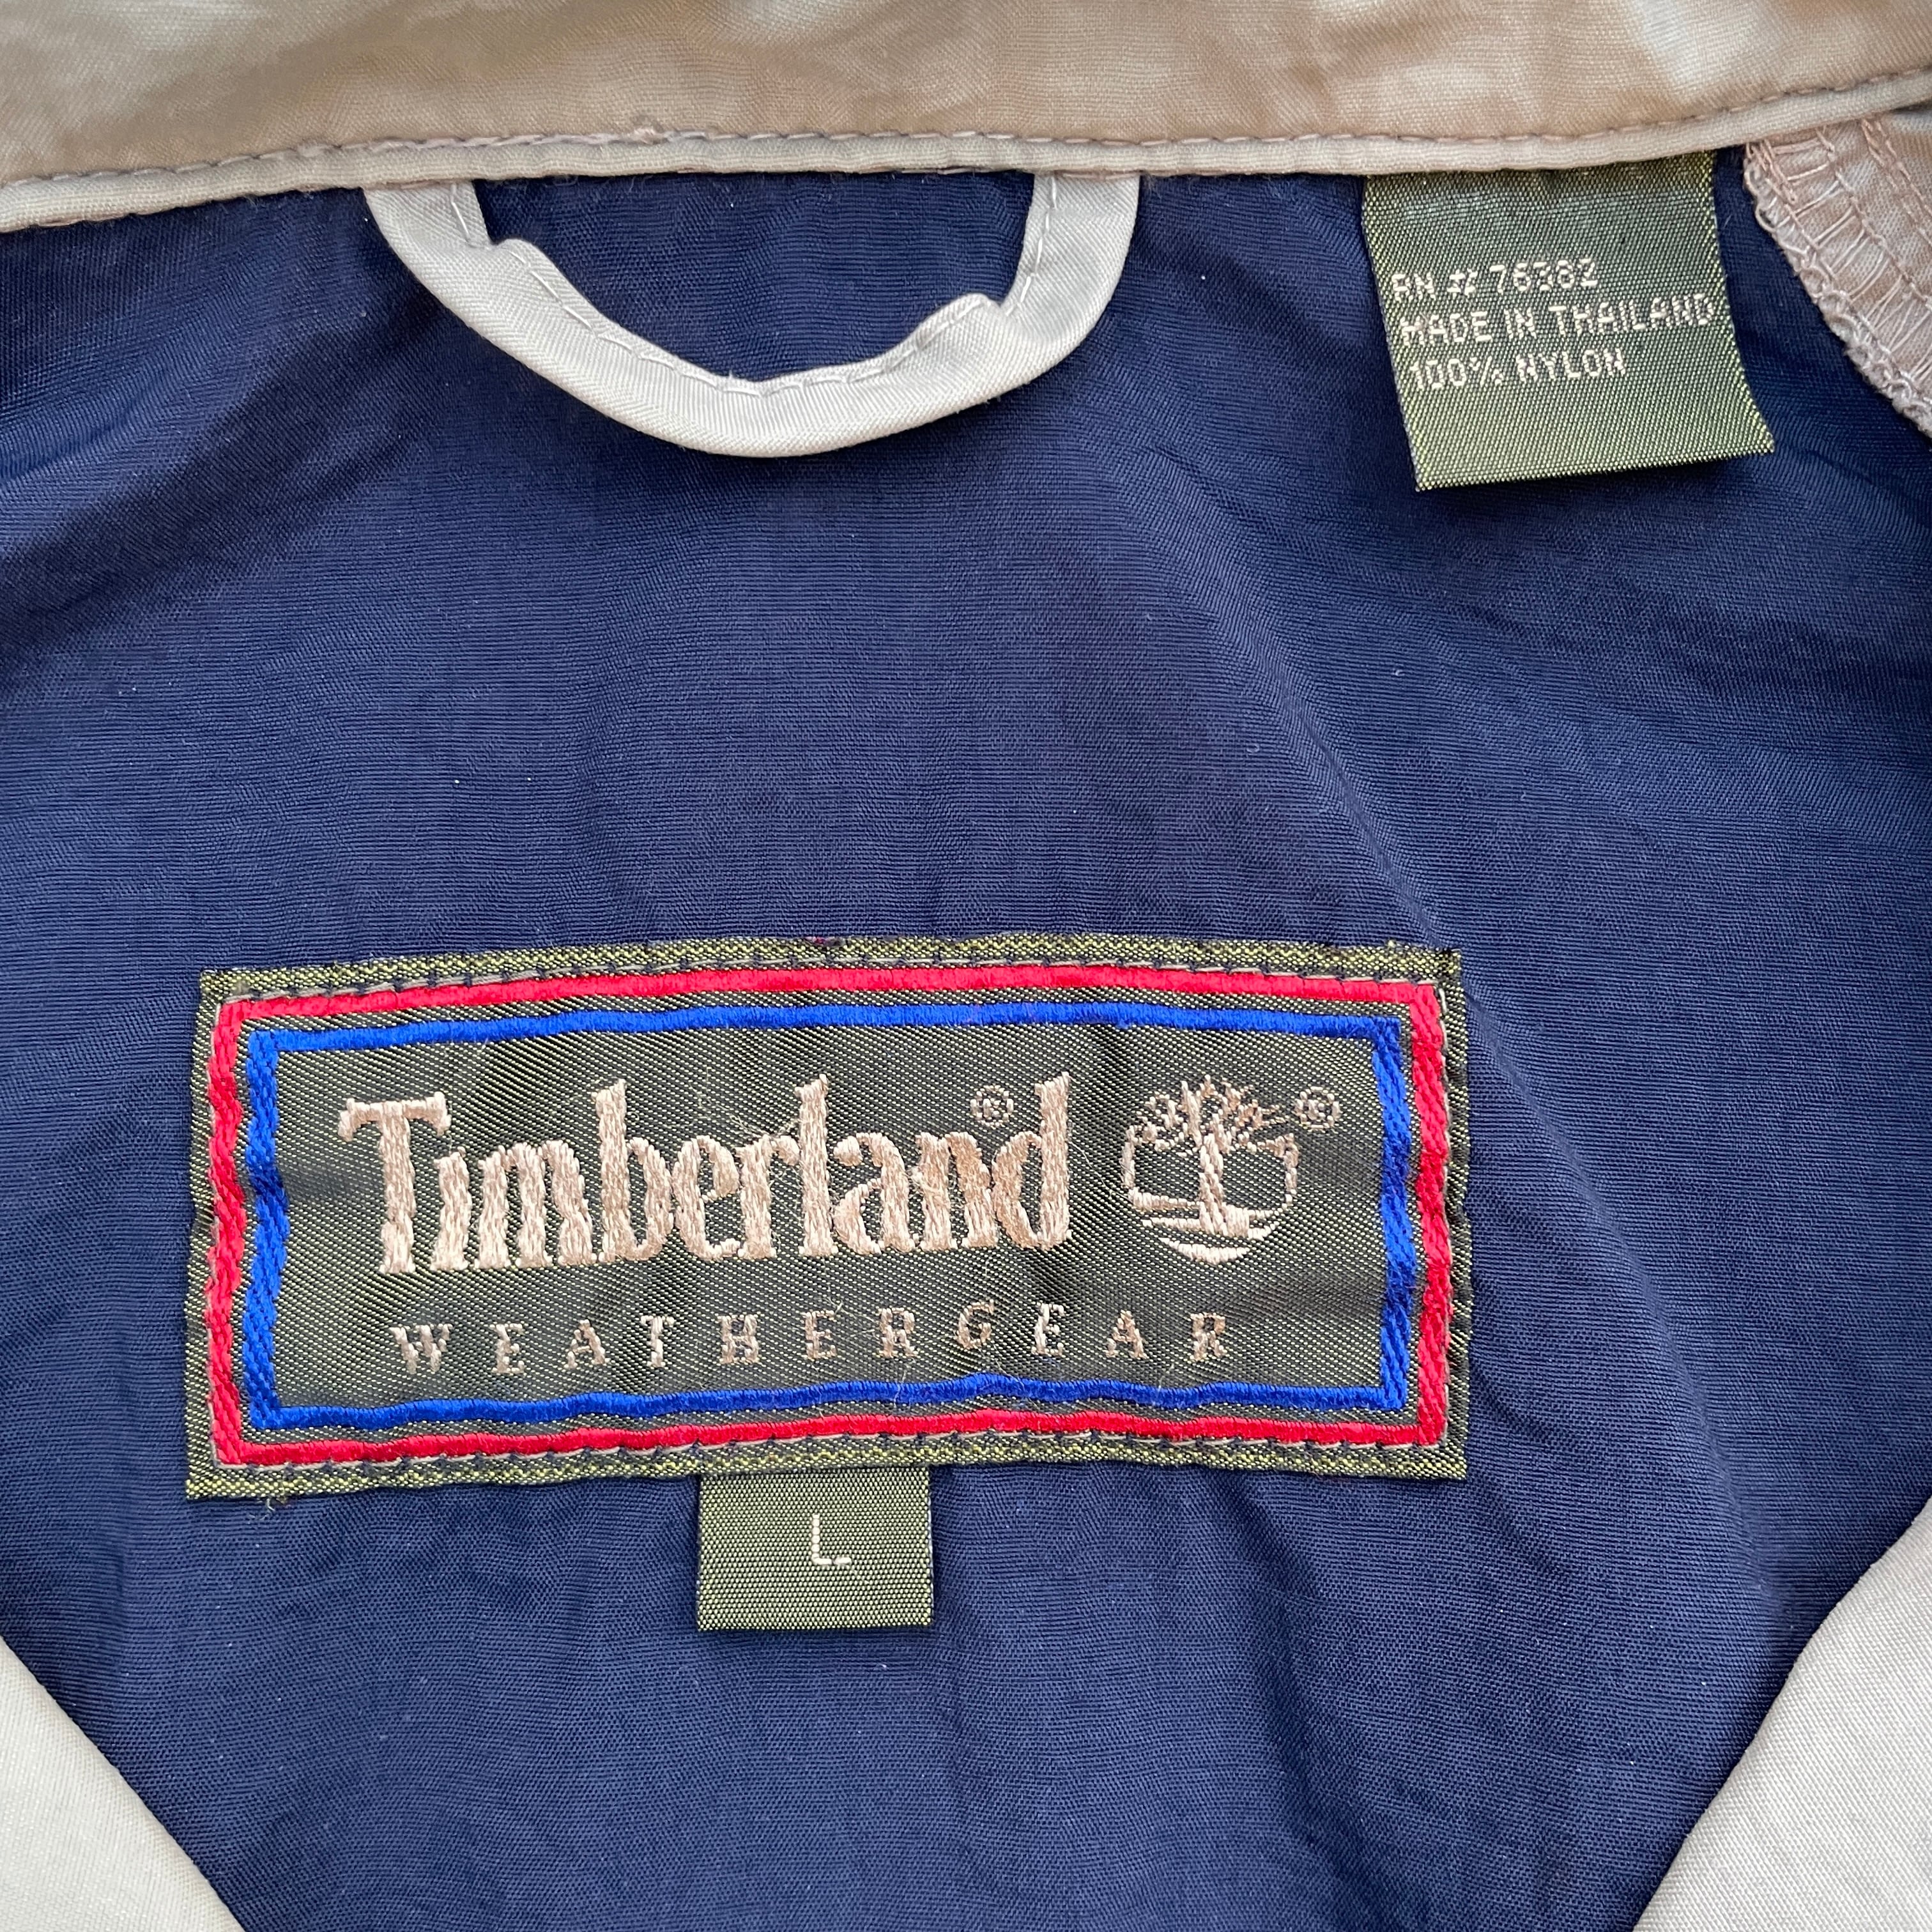 RN # 76382
MADE IN THAILAND
100% NYLON
Timberland® ®
WEATHERGEAR
L